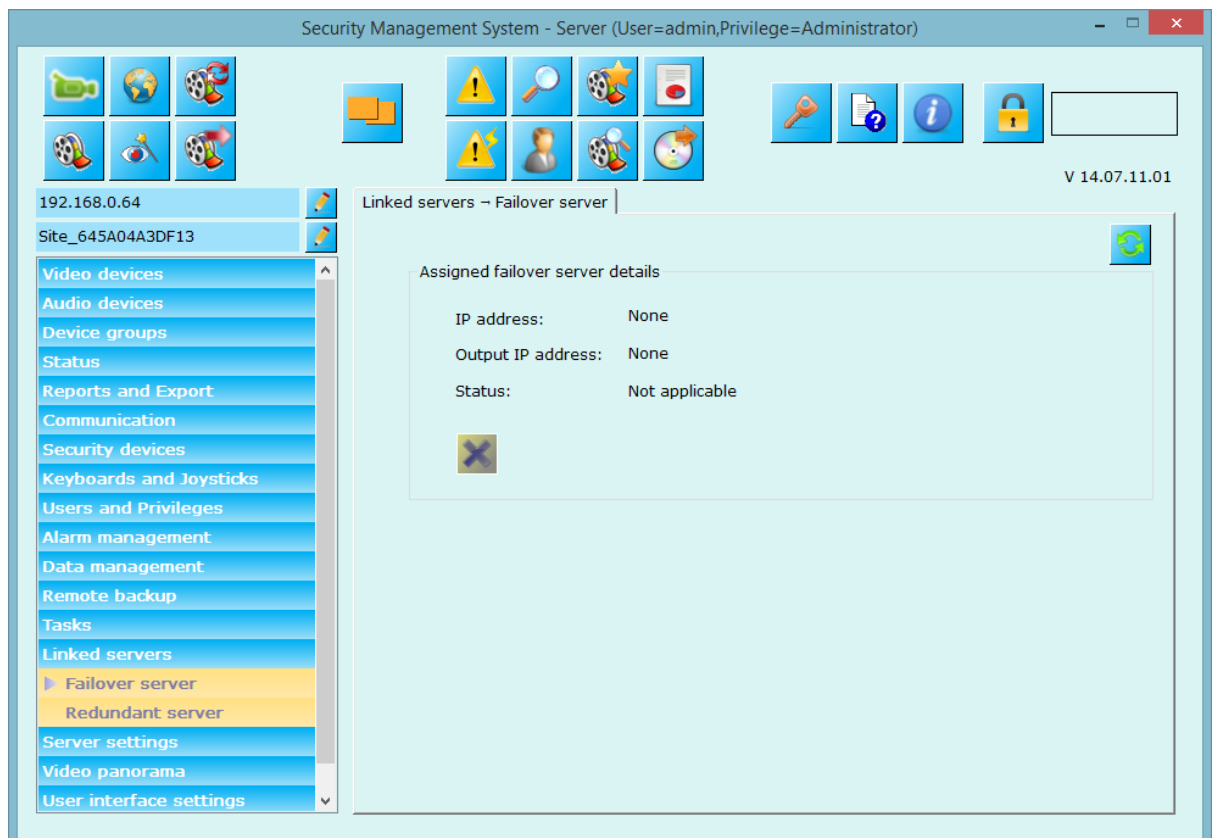 Security Management System - Server (User=admin,Privilege=Administrator)
V 14.07.11.01
192.168.0.64
Site_645A04A3DF13
Video devices
Audio devices
Device groups
Status
Reports and Export
Communication
Security devices
Keyboards and Joysticks
Users and Privileges
Alarm management
Data management
Remote backup
Tasks
Linked servers
Failover server
Redundant server
Server settings
Video panorama
User interface settings
Linked servers → Failover server
Assigned failover server details
IP address: None
Output IP address: None
Status: Not applicable